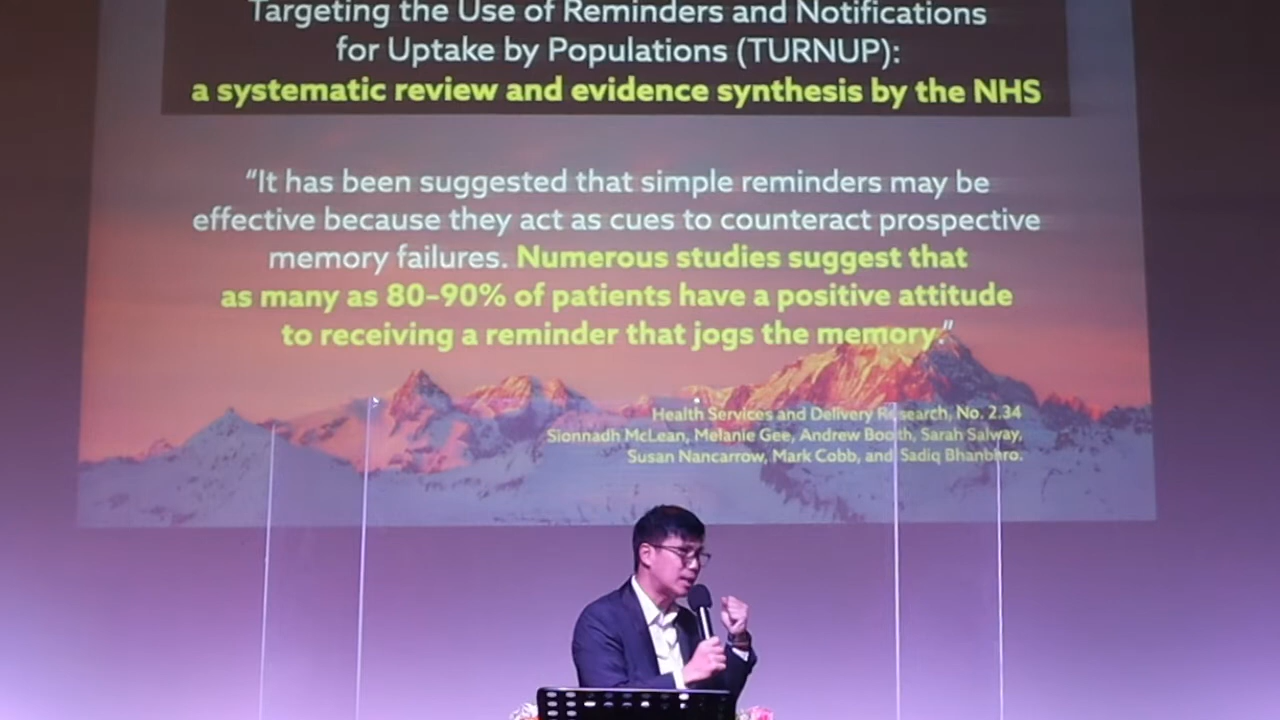 Targeting the Use of Reminders and Notifications
for Uptake by Populations (TURNUP):
a systematic review and evidence synthesis by the NHS
“It has been suggested that simple reminders may be
effective because they act as cues to counteract prospective
memory failures. Numerous studies suggest that
as many as 80–90% of patients have a positive attitude
to receiving a reminder that jogs the memory.”
Health Services and Delivery Research, No. 2.34
Sionnadh McLean, Melanie Gee, Andrew Booth, Sarah Salway,
Susan Nancarrow, Mark Cobb, and Sadiq Bhanbhro.